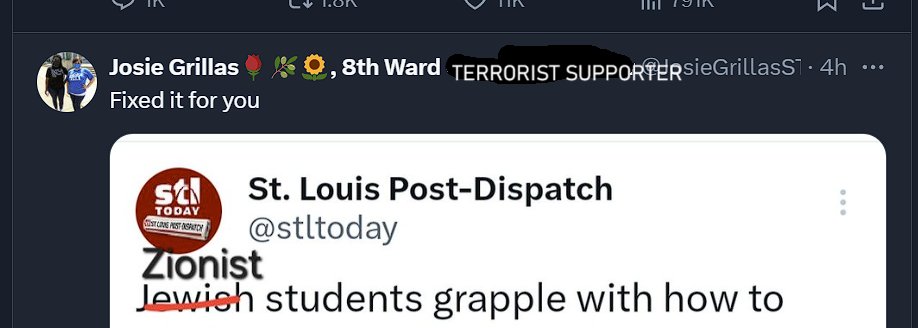 1K 1.8K 11K 791K
Josie Grillas🌹🫒🌻, 8th Ward TERRORIST SUPPORTER @JosieGrillasST · 4h
Fixed it for you
stl
TODAY
ST. LOUIS POST-DISPATCH
St. Louis Post-Dispatch
@stltoday
Zionist
Jewish students grapple with how to